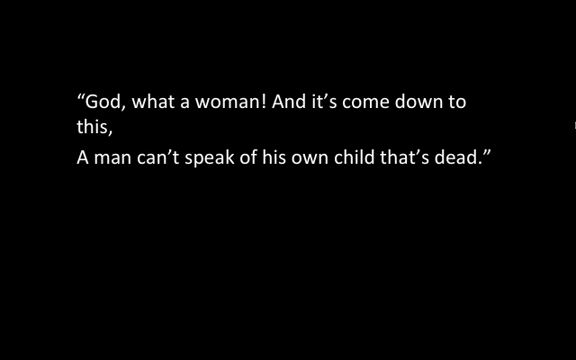 “God, what a woman! And it’s come down to
this,
A man can’t speak of his own child that’s dead.”